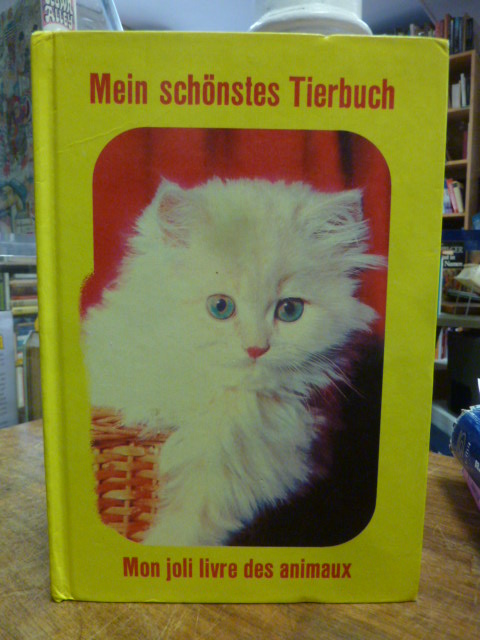 Mein schönstes Tierbuch
Mon joli livre des animaux